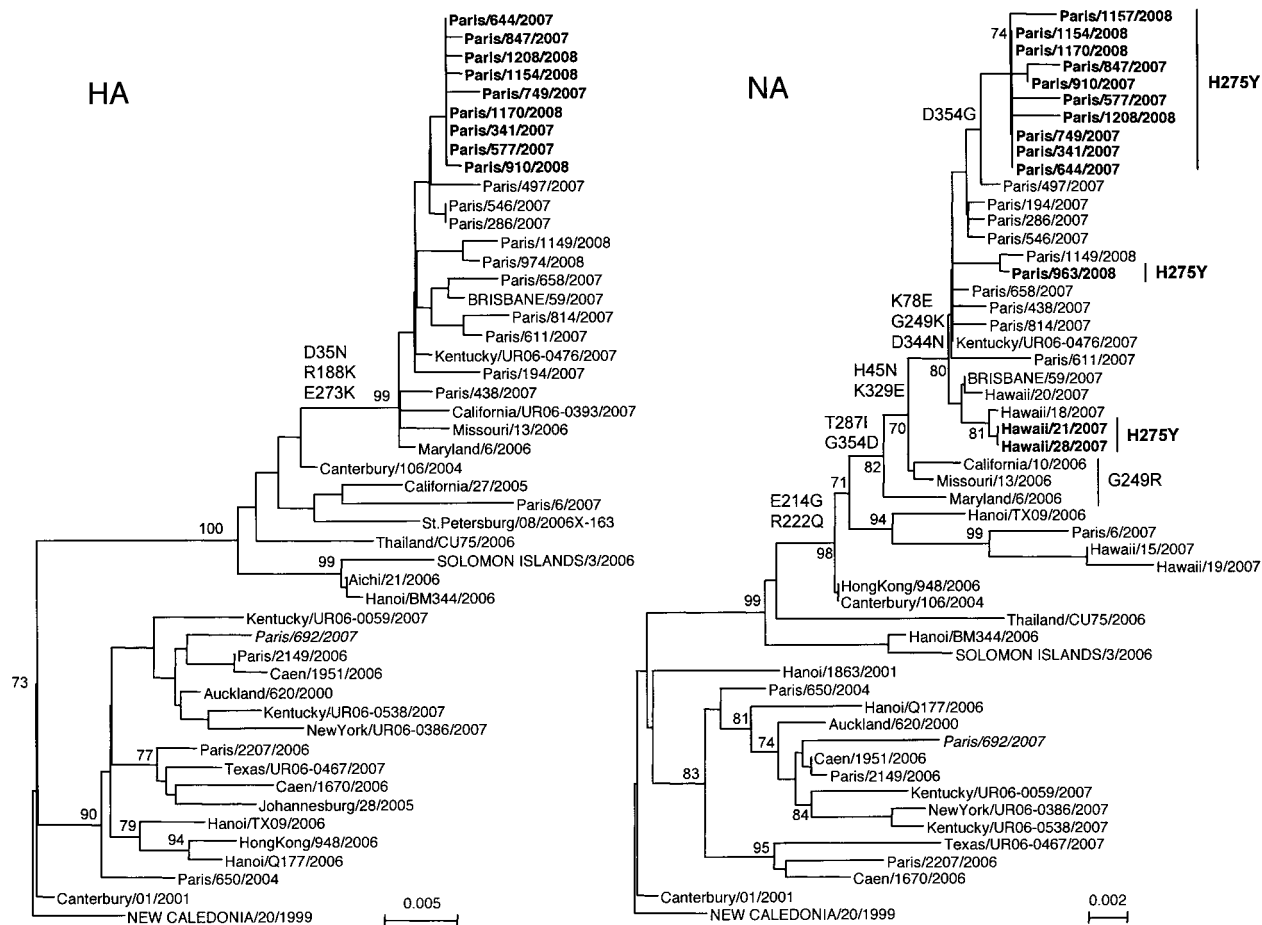 HA
Paris/644/2007
Paris/847/2007
Paris/1208/2008
Paris/1154/2008
Paris/749/2007
Paris/1170/2008
Paris/341/2007
Paris/577/2007
Paris/910/2008
Paris/497/2007
Paris/546/2007
Paris/286/2007
Paris/1149/2008
Paris/974/2008
Paris/658/2007
BRISBANE/59/2007
Paris/814/2007
Paris/611/2007
Kentucky/UR06-0476/2007
D35N
R188K
E273K
99
Paris/194/2007
Paris/438/2007
California/UR06-0393/2007
Missouri/13/2006
Maryland/6/2006
Canterbury/106/2004
California/27/2005
Paris/6/2007
St.Petersburg/08/2006X-163
100
Thailand/CU75/2006
99
SOLOMON ISLANDS/3/2006
Aichi/21/2006
Hanoi/BM344/2006
Kentucky/UR06-0059/2007
Paris/692/2007
Paris/2149/2006
Caen/1951/2006
73
Auckland/620/2000
Kentucky/UR06-0538/2007
NewYork/UR06-0386/2007
77
Paris/2207/2006
Texas/UR06-0467/2007
Caen/1670/2006
Johannesburg/28/2005
90
79
Hanoi/TX09/2006
94
HongKong/948/2006
Hanoi/Q177/2006
Paris/650/2004
Canterbury/01/2001
NEW CALEDONIA/20/1999
0.005
NA
Paris/1157/2008
74
Paris/1154/2008
Paris/1170/2008
Paris/847/2007
Paris/910/2007
Paris/577/2007
Paris/1208/2008
Paris/749/2007
Paris/341/2007
Paris/644/2007
H275Y
D354G
Paris/497/2007
Paris/194/2007
Paris/286/2007
Paris/546/2007
Paris/1149/2008
Paris/963/2008
H275Y
Paris/658/2007
K78E
G249K
D344N
Paris/438/2007
Paris/814/2007
Kentucky/UR06-0476/2007
Paris/611/2007
80
H45N
K329E
BRISBANE/59/2007
Hawaii/20/2007
Hawaii/18/2007
81
Hawaii/21/2007
Hawaii/28/2007
H275Y
T287I
G354D
70
California/10/2006
Missouri/13/2006
Maryland/6/2006
G249R
82
71
E214G
R222Q
94
Hanoi/TX09/2006
99
Paris/6/2007
Hawaii/15/2007
Hawaii/19/2007
98
HongKong/948/2006
Canterbury/106/2004
99
Thailand/CU75/2006
Hanoi/BM344/2006
SOLOMON ISLANDS/3/2006
Hanoi/1863/2001
Paris/650/2004
81
Hanoi/Q177/2006
Auckland/620/2000
74
Paris/692/2007
Caen/1951/2006
Paris/2149/2006
83
Kentucky/UR06-0059/2007
84
NewYork/UR06-0386/2007
Kentucky/UR06-0538/2007
95
Texas/UR06-0467/2007
Paris/2207/2006
Caen/1670/2006
Canterbury/01/2001
NEW CALEDONIA/20/1999
0.002